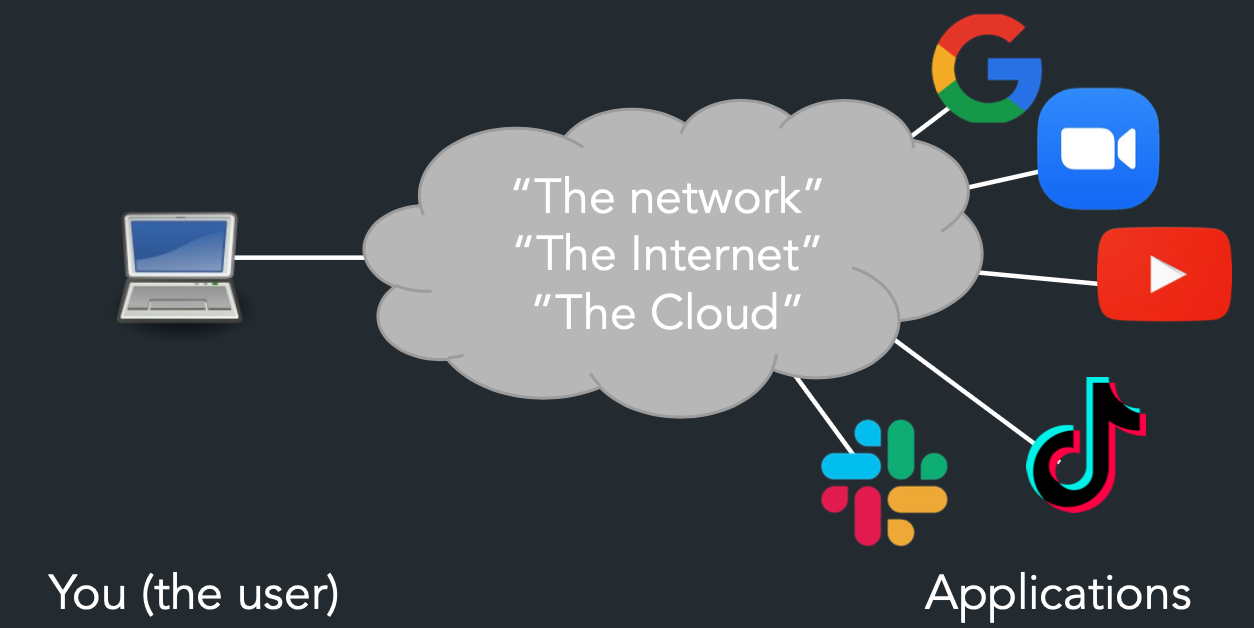 “The network”
“The Internet”
”The Cloud”
You (the user)
Applications